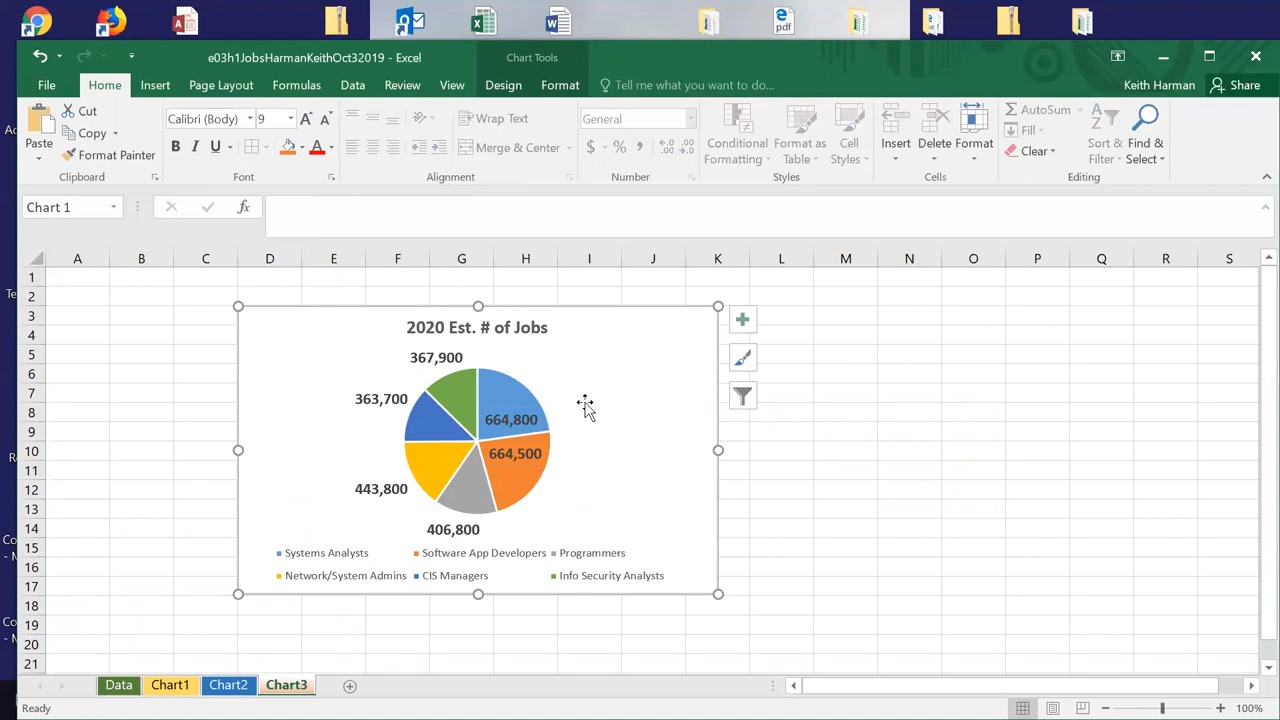 pdf
e03h1JobsHarmanKeithOct32019 - Excel
Chart Tools
File Home Insert Page Layout Formulas Data Review View Design Format Tell me what you want to do... Keith Harman Share
Paste
Cut
Copy
Format Painter
Clipboard
Calibri (Body) 9 A A
B I U A
Font
Wrap Text
Merge & Center
Alignment
General
$ % , .0 .00 .00 .0
Number
Conditional Formatting
Format as Table
Cell Styles
Styles
Insert Delete Format
Cells
AutoSum
Fill
Clear
Sort & Filter
Find & Select
Editing
Chart 1 fx
A B C D E F G H I J K L M N O P Q R S
1
2
3
4
5
6
7
8
9
10
11
12
13
14
15
16
17
18
19
20
21
2020 Est. # of Jobs
367,900
363,700
664,800
664,500
443,800
406,800
Systems Analysts Software App Developers Programmers
Network/System Admins CIS Managers Info Security Analysts
Data Chart1 Chart2 Chart3
Ready 100%